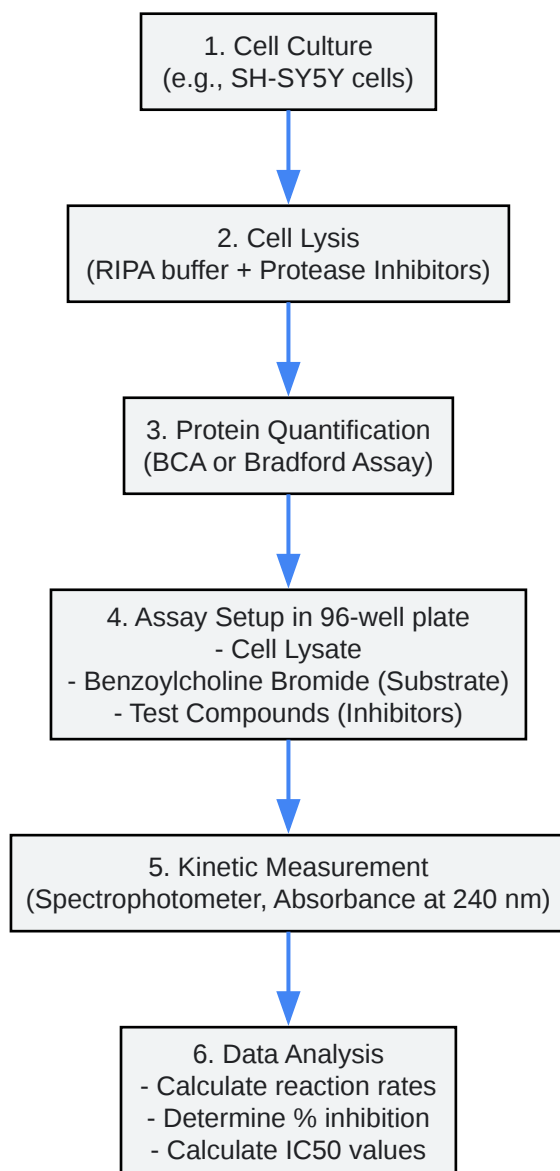 1. Cell Culture
(e.g., SH-SY5Y cells)
2. Cell Lysis
(RIPA buffer + Protease Inhibitors)
3. Protein Quantification
(BCA or Bradford Assay)
4. Assay Setup in 96-well plate
- Cell Lysate
- Benzoylcholine Bromide (Substrate)
- Test Compounds (Inhibitors)
5. Kinetic Measurement
(Spectrophotometer, Absorbance at 240 nm)
6. Data Analysis
- Calculate reaction rates
- Determine % inhibition
- Calculate IC50 values